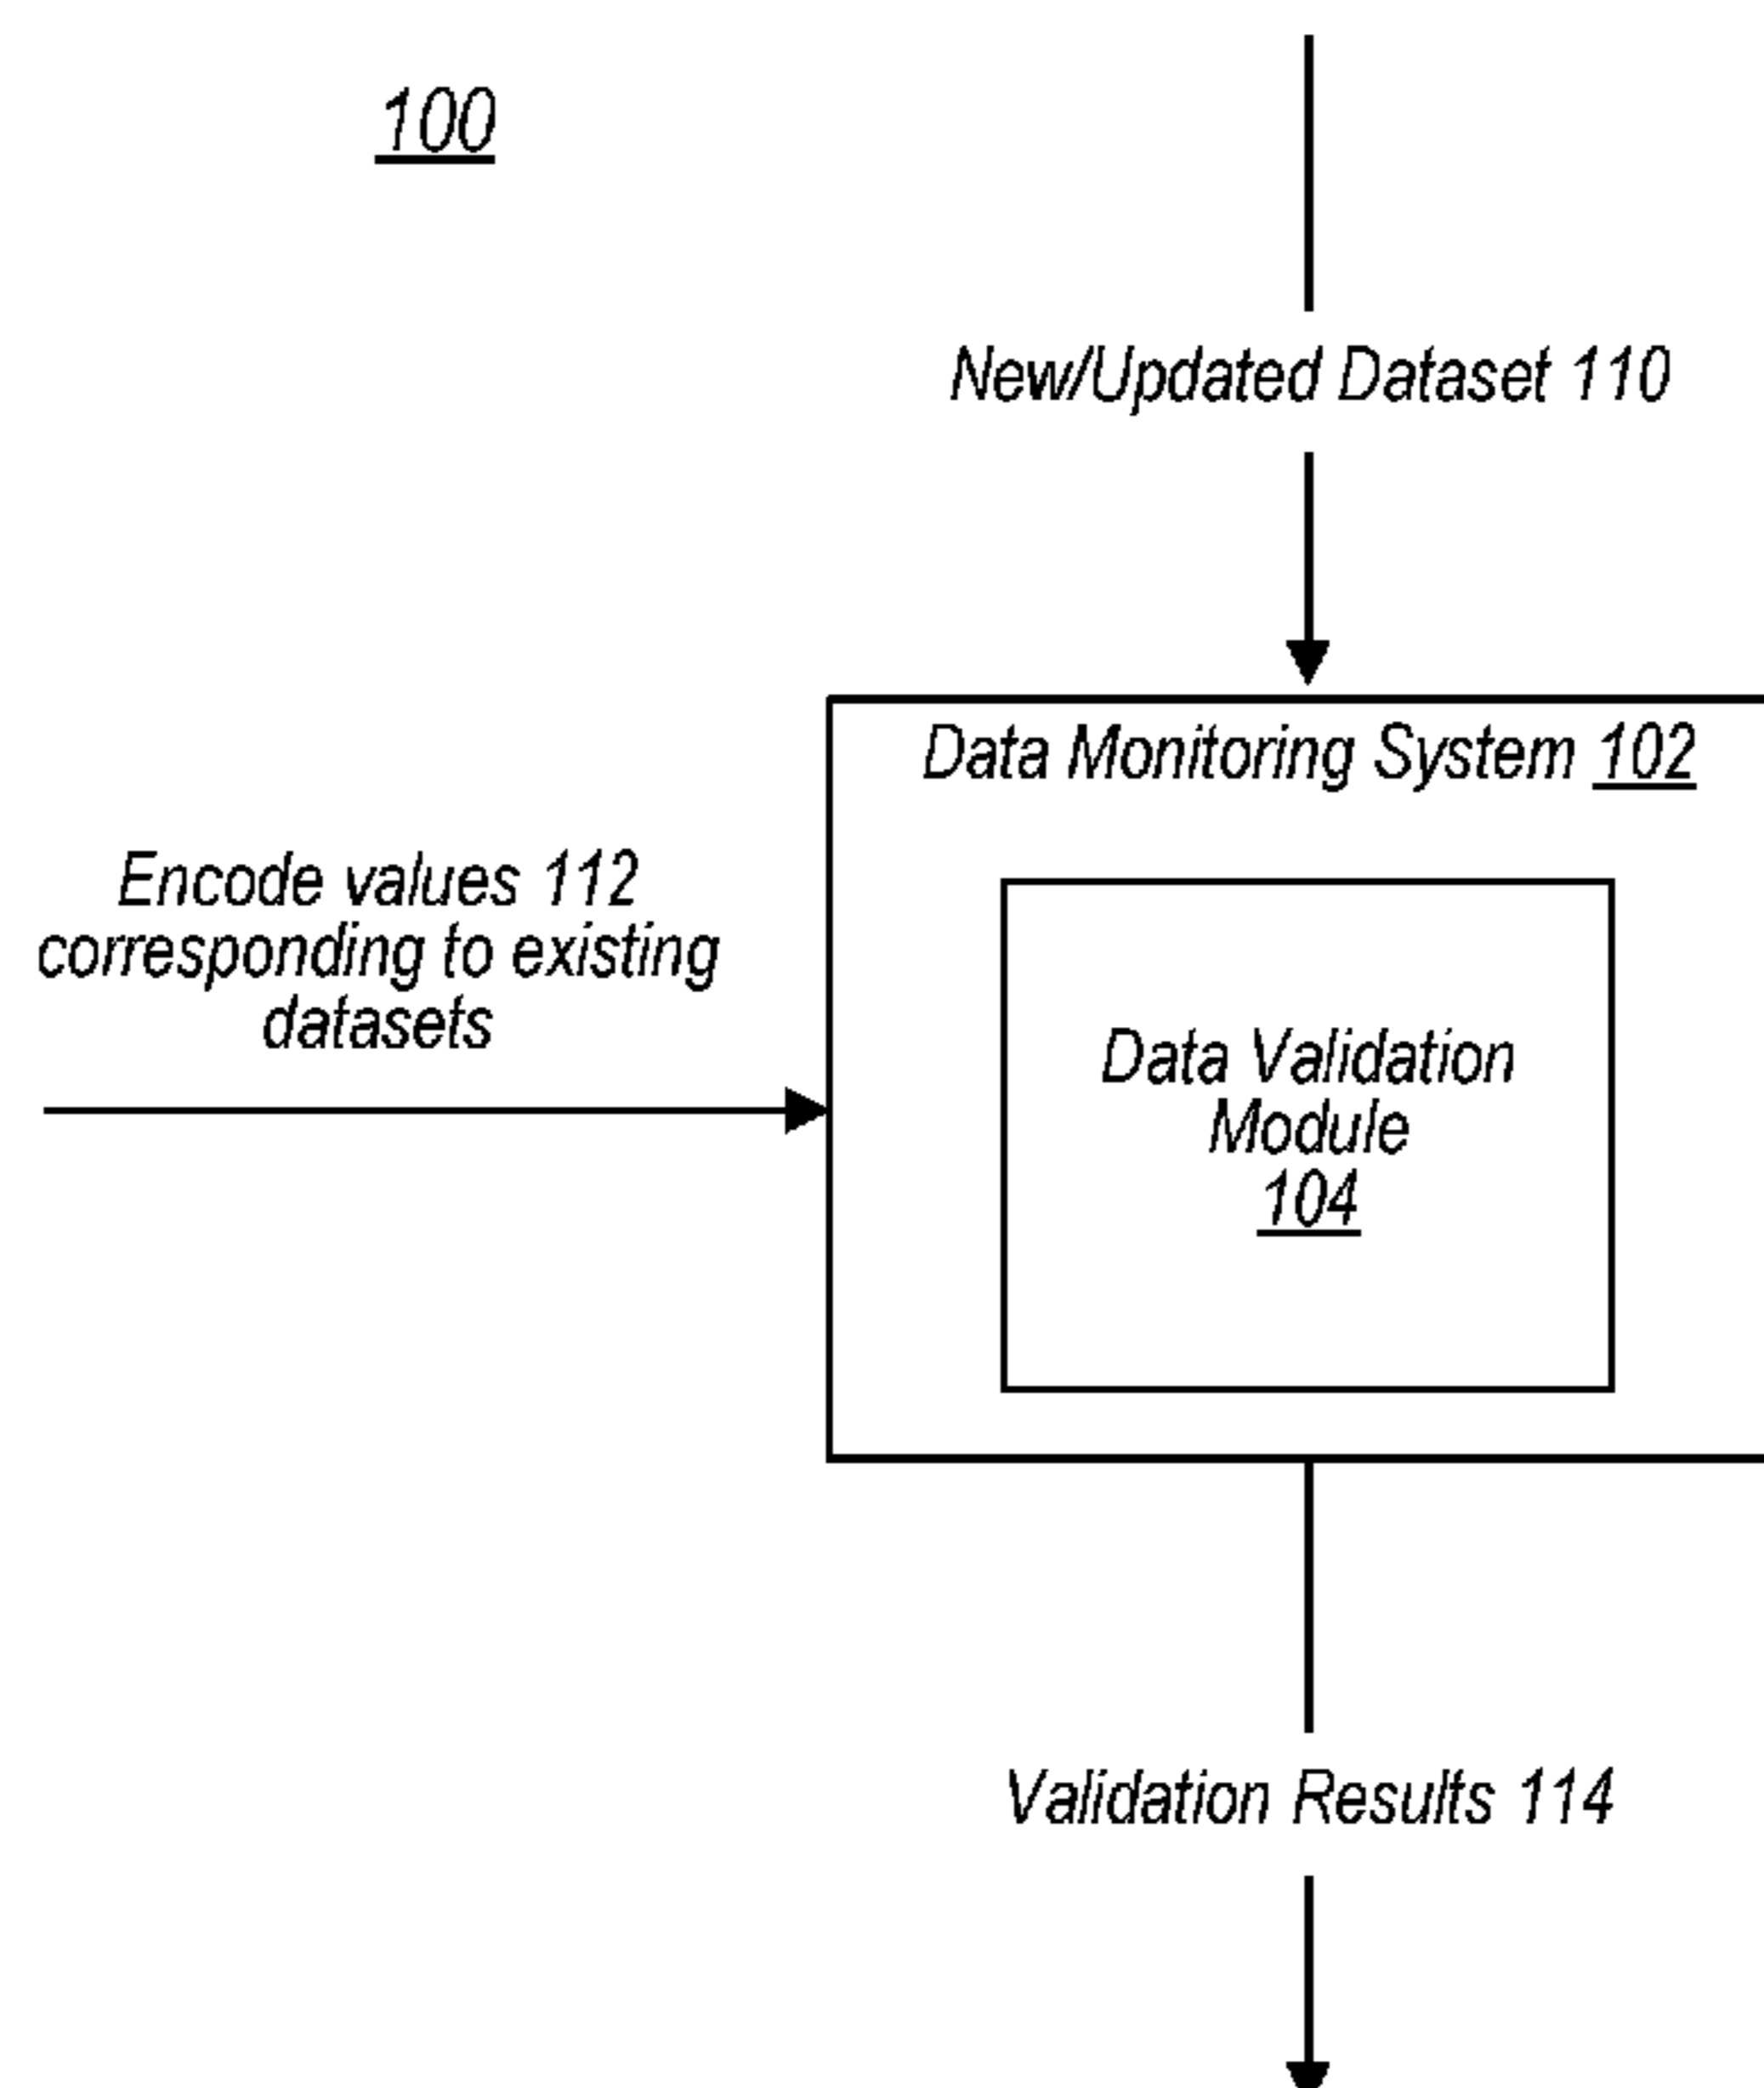 100
New/Updated Dataset 110
Data Monitoring System 102
Encode values 112
corresponding to existing
datasets
Data Validation
Module
104
Validation Results 114